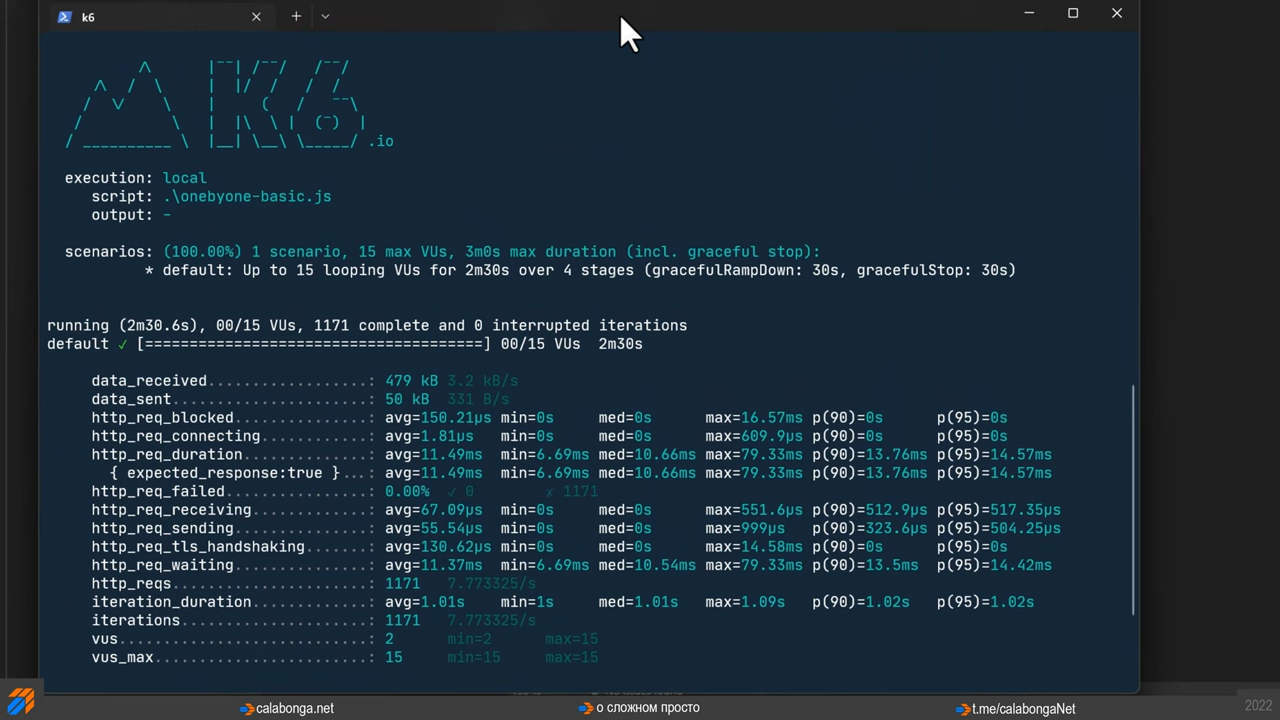 k6
.io
execution: local
script: .\onebyone-basic.js
output: -
scenarios: (100.00%) 1 scenario, 15 max VUs, 3m0s max duration (incl. graceful stop):
* default: Up to 15 looping VUs for 2m30s over 4 stages (gracefulRampDown: 30s, gracefulStop: 30s)
running (2m30.6s), 00/15 VUs, 1171 complete and 0 interrupted iterations
default ✓ [======================================] 00/15 VUs  2m30s
data_received..................: 479 kB 3.2 kB/s
data_sent......................: 50 kB 331 B/s
http_req_blocked...............: avg=150.21µs min=0s med=0s max=16.57ms p(90)=0s p(95)=0s
http_req_connecting............: avg=1.81µs min=0s med=0s max=609.9µs p(90)=0s p(95)=0s
http_req_duration..............: avg=11.49ms min=6.69ms med=10.66ms max=79.33ms p(90)=13.76ms p(95)=14.57ms
{ expected_response:true }...: avg=11.49ms min=6.69ms med=10.66ms max=79.33ms p(90)=13.76ms p(95)=14.57ms
http_req_failed................: 0.00% ✓ 0 ✗ 1171
http_req_receiving.............: avg=67.09µs min=0s med=0s max=551.6µs p(90)=512.9µs p(95)=517.35µs
http_req_sending...............: avg=55.54µs min=0s med=0s max=999µs p(90)=323.6µs p(95)=504.25µs
http_req_tls_handshaking.......: avg=130.62µs min=0s med=0s max=14.58ms p(90)=0s p(95)=0s
http_req_waiting...............: avg=11.37ms min=6.69ms med=10.54ms max=79.33ms p(90)=13.5ms p(95)=14.42ms
http_reqs......................: 1171 7.773325/s
iteration_duration.............: avg=1.01s min=1s med=1.01s max=1.09s p(90)=1.02s p(95)=1.02s
iterations.....................: 1171 7.773325/s
vus............................: 2 min=2 max=15
vus_max........................: 15 min=15 max=15
calabonga.net
о сложном просто
t.me/calabongaNet
2022